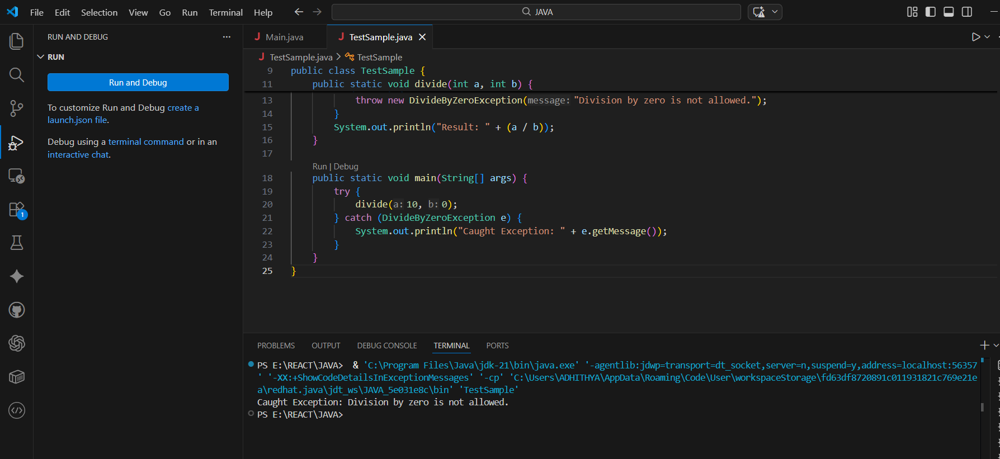 File Edit Selection View Go Run Terminal Help
JAVA
RUN AND DEBUG
RUN
Run and Debug
To customize Run and Debug create a
launch.json file.
Debug using a terminal command or in an
interactive chat.
1
Main.java
TestSample.java
TestSample.java > TestSample
9 public class TestSample {
11 public static void divide(int a, int b) {
13 throw new DivideByZeroException(message: "Division by zero is not allowed.");
14 }
15 System.out.println("Result: " + (a / b));
16 }
17
Run | Debug
18 public static void main(String[] args) {
19 try {
20 divide(a: 10, b: 0);
21 } catch (DivideByZeroException e) {
22 System.out.println("Caught Exception: " + e.getMessage());
23 }
24 }
25 }
PROBLEMS OUTPUT DEBUG CONSOLE TERMINAL PORTS
PS E:\REACT\JAVA> & 'C:\Program Files\Java\jdk-21\bin\java.exe' '-agentlib:jdwp=transport=dt_socket,server=n,suspend=y,address=localhost:56357
' '-XX:+ShowCodeDetailsInExceptionMessages' '-cp' 'C:\Users\ADHITHYA\AppData\Roaming\Code\User\workspaceStorage\fd63df8720891c011931821c769e21e
a\redhat.java\jdt_ws\JAVA_5e031e8c\bin' 'TestSample'
Caught Exception: Division by zero is not allowed.
PS E:\REACT\JAVA>